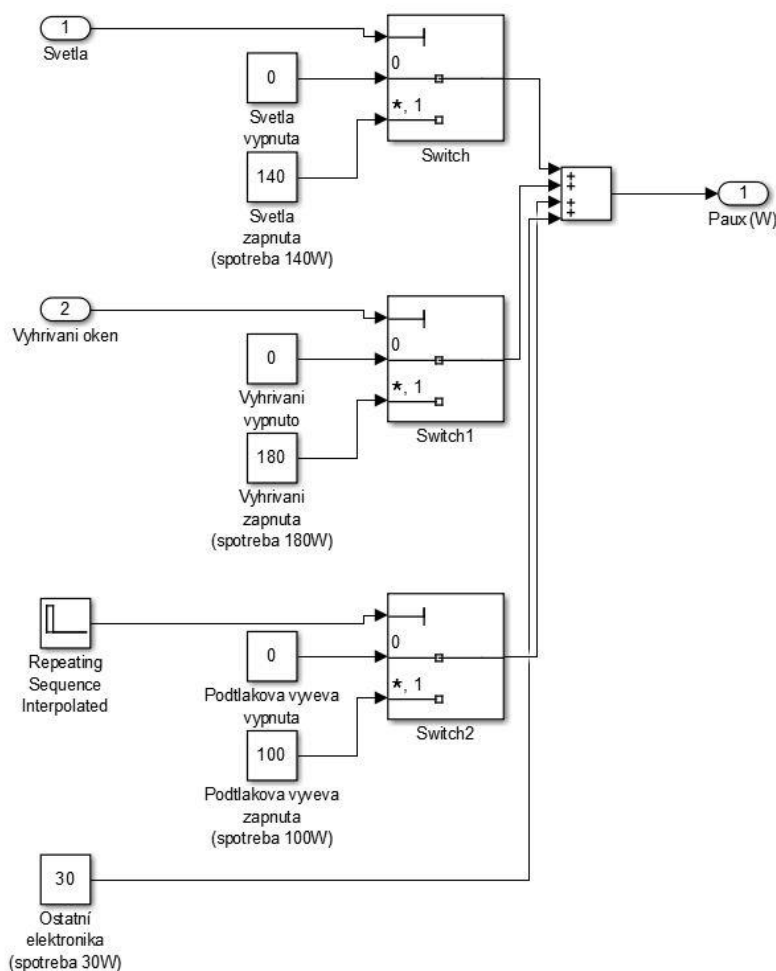 1
Svetla
0
Svetla
vypnuta
140
Svetla
zapnuta
(spotreba 140W)
0
*, 1
Switch
+
+
+
+
1
Paux (W)
2
Vyhrivani oken
0
Vyhrivani
vypnuto
180
Vyhrivani
zapnuta
(spotreba 180W)
0
*, 1
Switch1
Repeating
Sequence
Interpolated
0
Podtlakova vyveva
vypnuta
100
Podtlakova vyveva
zapnuta
(spotreba 100W)
0
*, 1
Switch2
30
Ostatní
elektronika
(spotreba 30W)